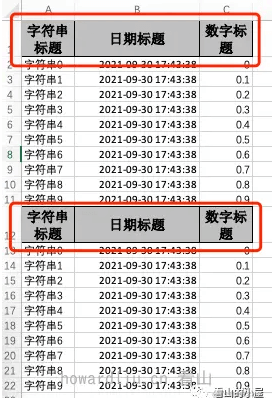 A B C
1 字符串标题 日期标题 数字标题
2 字符串0 2021-09-30 17:43:38 0
3 字符串1 2021-09-30 17:43:38 0.1
4 字符串2 2021-09-30 17:43:38 0.2
5 字符串3 2021-09-30 17:43:38 0.3
6 字符串4 2021-09-30 17:43:38 0.4
7 字符串5 2021-09-30 17:43:38 0.5
8 字符串6 2021-09-30 17:43:38 0.6
9 字符串7 2021-09-30 17:43:38 0.7
10 字符串8 2021-09-30 17:43:38 0.8
11 字符串9 2021-09-30 17:43:38 0.9
12 字符串标题 日期标题 数字标题
13 字符串0 2021-09-30 17:43:38 0
14 字符串1 2021-09-30 17:43:38 0.1
15 字符串2 2021-09-30 17:43:38 0.2
16 字符串3 2021-09-30 17:43:38 0.3
17 字符串4 2021-09-30 17:43:38 0.4
18 字符串5 2021-09-30 17:43:38 0.5
19 字符串6 2021-09-30 17:43:38 0.6
20 字符串7 2021-09-30 17:43:38 0.7
21 字符串8 2021-09-30 17:43:38 0.8
22 字符串9 2021-09-30 17:43:38 0.9
howardliu.cn 看山
看山的小屋